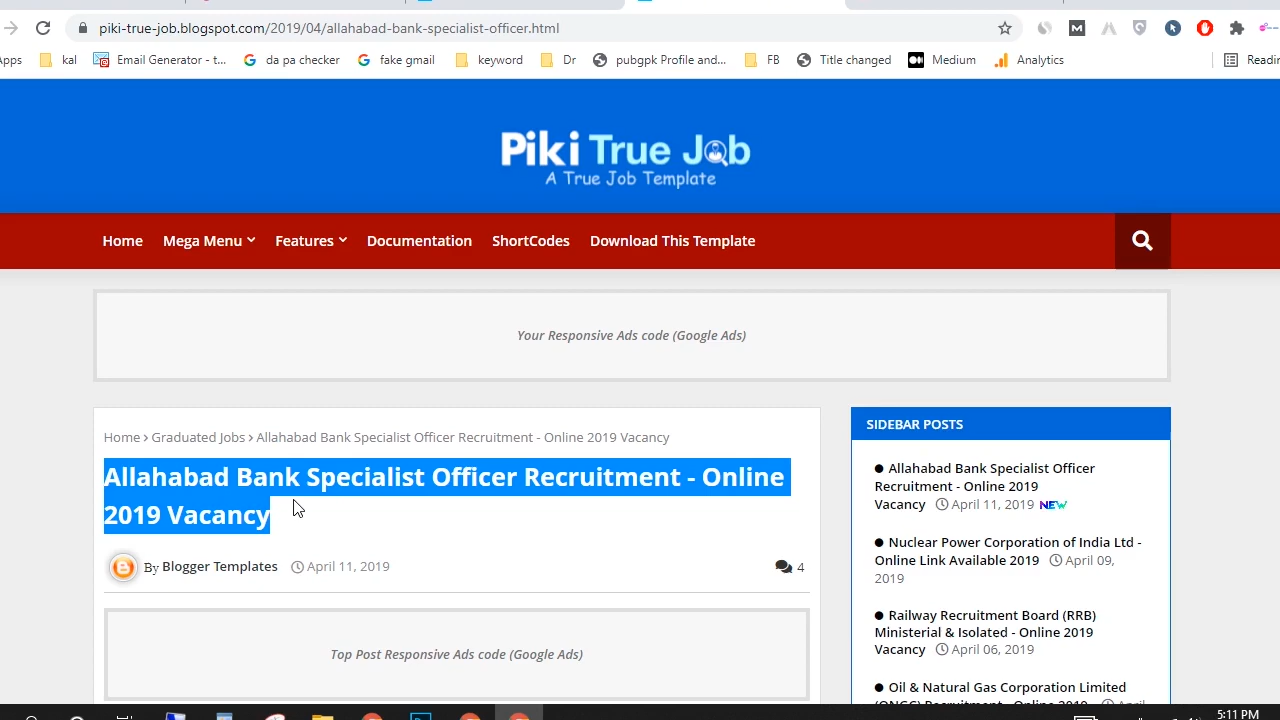 piki-true-job.blogspot.com/2019/04/allahabad-bank-specialist-officer.html
kal Email Generator - t... da pa checker fake gmail keyword Dr pubgpk Profile and... FB Title changed Medium Analytics
Piki True Job
A True Job Template
Home Mega Menu Features Documentation ShortCodes Download This Template
Your Responsive Ads code (Google Ads)
Home › Graduated Jobs › Allahabad Bank Specialist Officer Recruitment - Online 2019 Vacancy
Allahabad Bank Specialist Officer Recruitment - Online
2019 Vacancy
By Blogger Templates April 11, 2019 4
Top Post Responsive Ads code (Google Ads)
SIDEBAR POSTS
Allahabad Bank Specialist Officer
Recruitment - Online 2019
Vacancy April 11, 2019 NEW
Nuclear Power Corporation of India Ltd -
Online Link Available 2019 April 09,
2019
Railway Recruitment Board (RRB)
Ministerial & Isolated - Online 2019
Vacancy April 06, 2019
Oil & Natural Gas Corporation Limited
5:11 PM